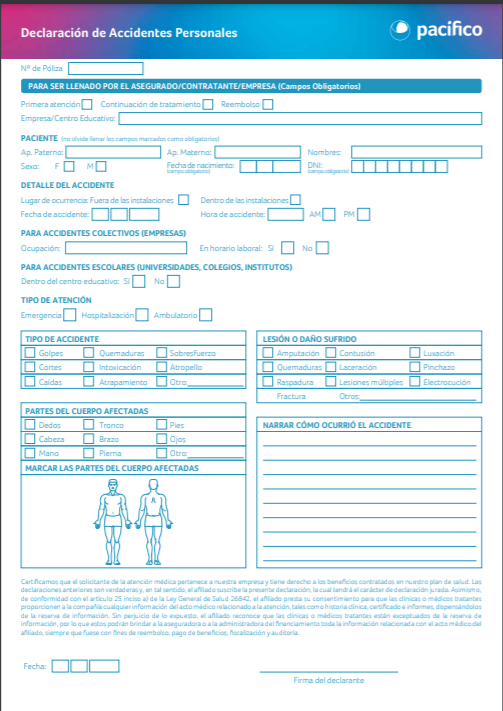 Declaración de Accidentes Personales
pacífico
Nº de Póliza
PARA SER LLENADO POR EL ASEGURADO/CONTRATANTE/EMPRESA (Campos Obligatorios)
Primera atención Continuación de tratamiento Reembolso
Empresa/Centro Educativo:
PACIENTE (no olvide llenar los campos marcados como obligatorios)
Ap. Paterno: Ap. Materno: Nombres:
Sexo: F M Fecha de nacimiento: DNI:
(campo obligatorio) (campo obligatorio)
DETALLE DEL ACCIDENTE
Lugar de ocurrencia: Fuera de las instalaciones Dentro de las instalaciones
Fecha de accidente: Hora de accidente: AM PM
PARA ACCIDENTES COLECTIVOS (EMPRESAS)
Ocupación: En horario laboral: Sí No
PARA ACCIDENTES ESCOLARES (UNIVERSIDADES, COLEGIOS, INSTITUTOS)
Dentro del centro educativo: Sí No
TIPO DE ATENCIÓN
Emergencia Hospitalización Ambulatorio
TIPO DE ACCIDENTE
Golpes Quemaduras Sobresfuerzo
Cortes Intoxicación Atropello
Caídas Atrapamiento Otro:
LESIÓN O DAÑO SUFRIDO
Amputación Contusión Luxación
Quemaduras Laceración Pinchazo
Raspadura Lesiones múltiples Electrocución
Fractura Otros:
PARTES DEL CUERPO AFECTADAS
Dedos Tronco Pies
Cabeza Brazo Ojos
Mano Pierna Otro:
MARCAR LAS PARTES DEL CUERPO AFECTADAS
NARRAR CÓMO OCURRIÓ EL ACCIDENTE
Certificamos que el solicitante de la atención médica pertenece a nuestra empresa y tiene derecho a los beneficios contratados en nuestro plan de salud. Las
declaraciones anteriores son verdaderas y, en tal sentido, el afiliado suscribe la presente declaración, la cual tendrá el carácter de declaración jurada. Asimismo,
de conformidad con el artículo 25 inciso a) de la Ley General de Salud 26842, el afiliado presta su consentimiento para que las clínicas o médicos tratantes
proporcionen a la compañía cualquier información del acto médico relacionado a la atención, tales como historia clínica, certificado e informes, dispensándolos
de la reserva de información. Sin perjuicio de lo expuesto, el afiliado reconoce que las clínicas o médicos tratantes están exceptuados de la reserva de
información, por lo que estos podrán brindar a la aseguradora o a la administradora del financiamiento toda la información relacionada con el acto médico del
afiliado, siempre que fuese con fines de reembolso, pago de beneficios, fiscalización y auditoría.
Fecha:
Firma del declarante